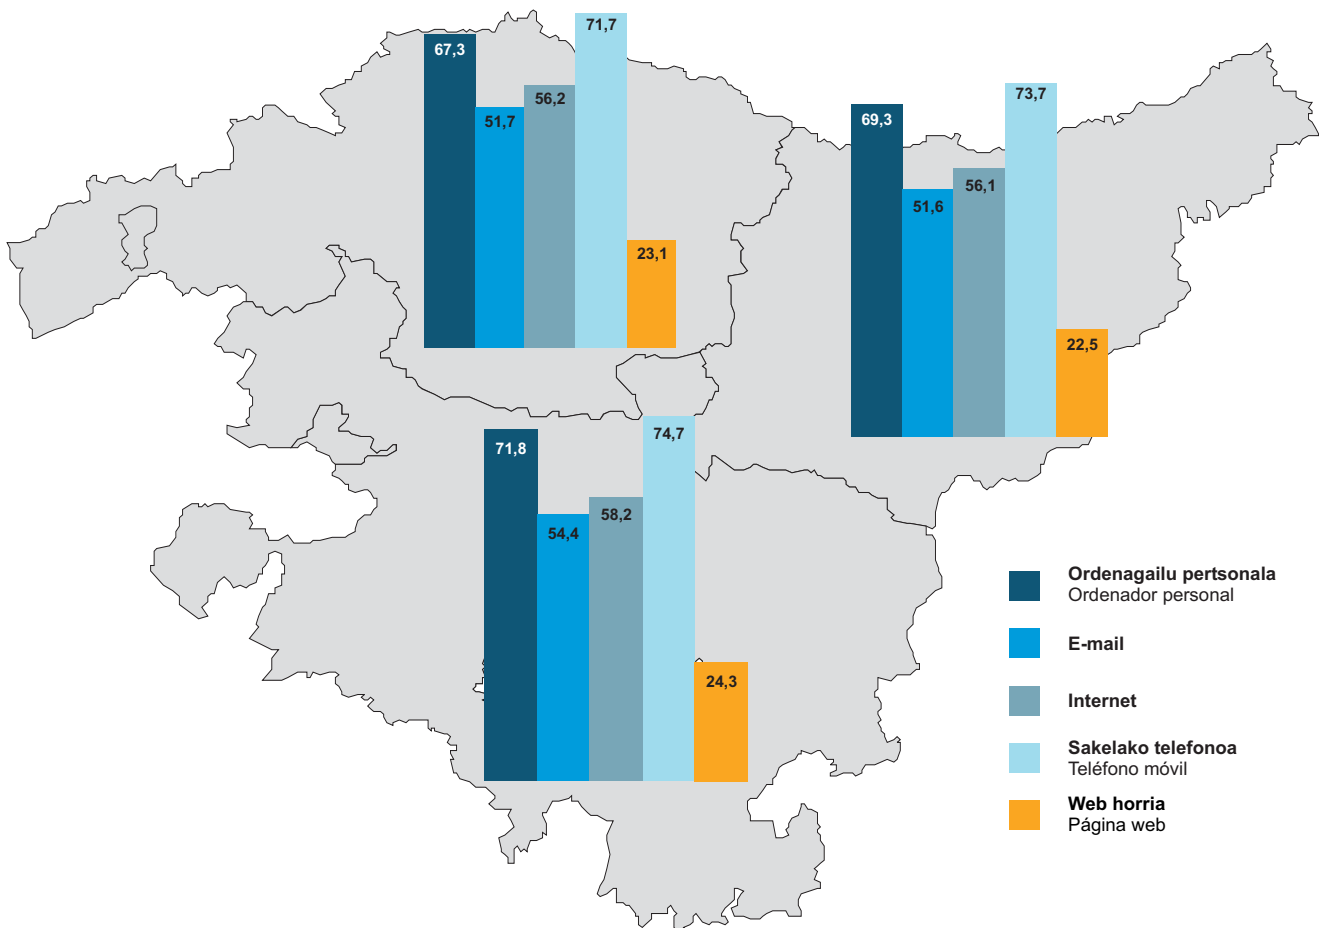 67,3
51,7
56,2
71,7
23,1
69,3
51,6
56,1
73,7
22,5
71,8
54,4
58,2
74,7
24,3
Ordenagailu pertsonala
Ordenador personal
E-mail
Internet
Sakelako telefonoa
Teléfono móvil
Web horria
Página web